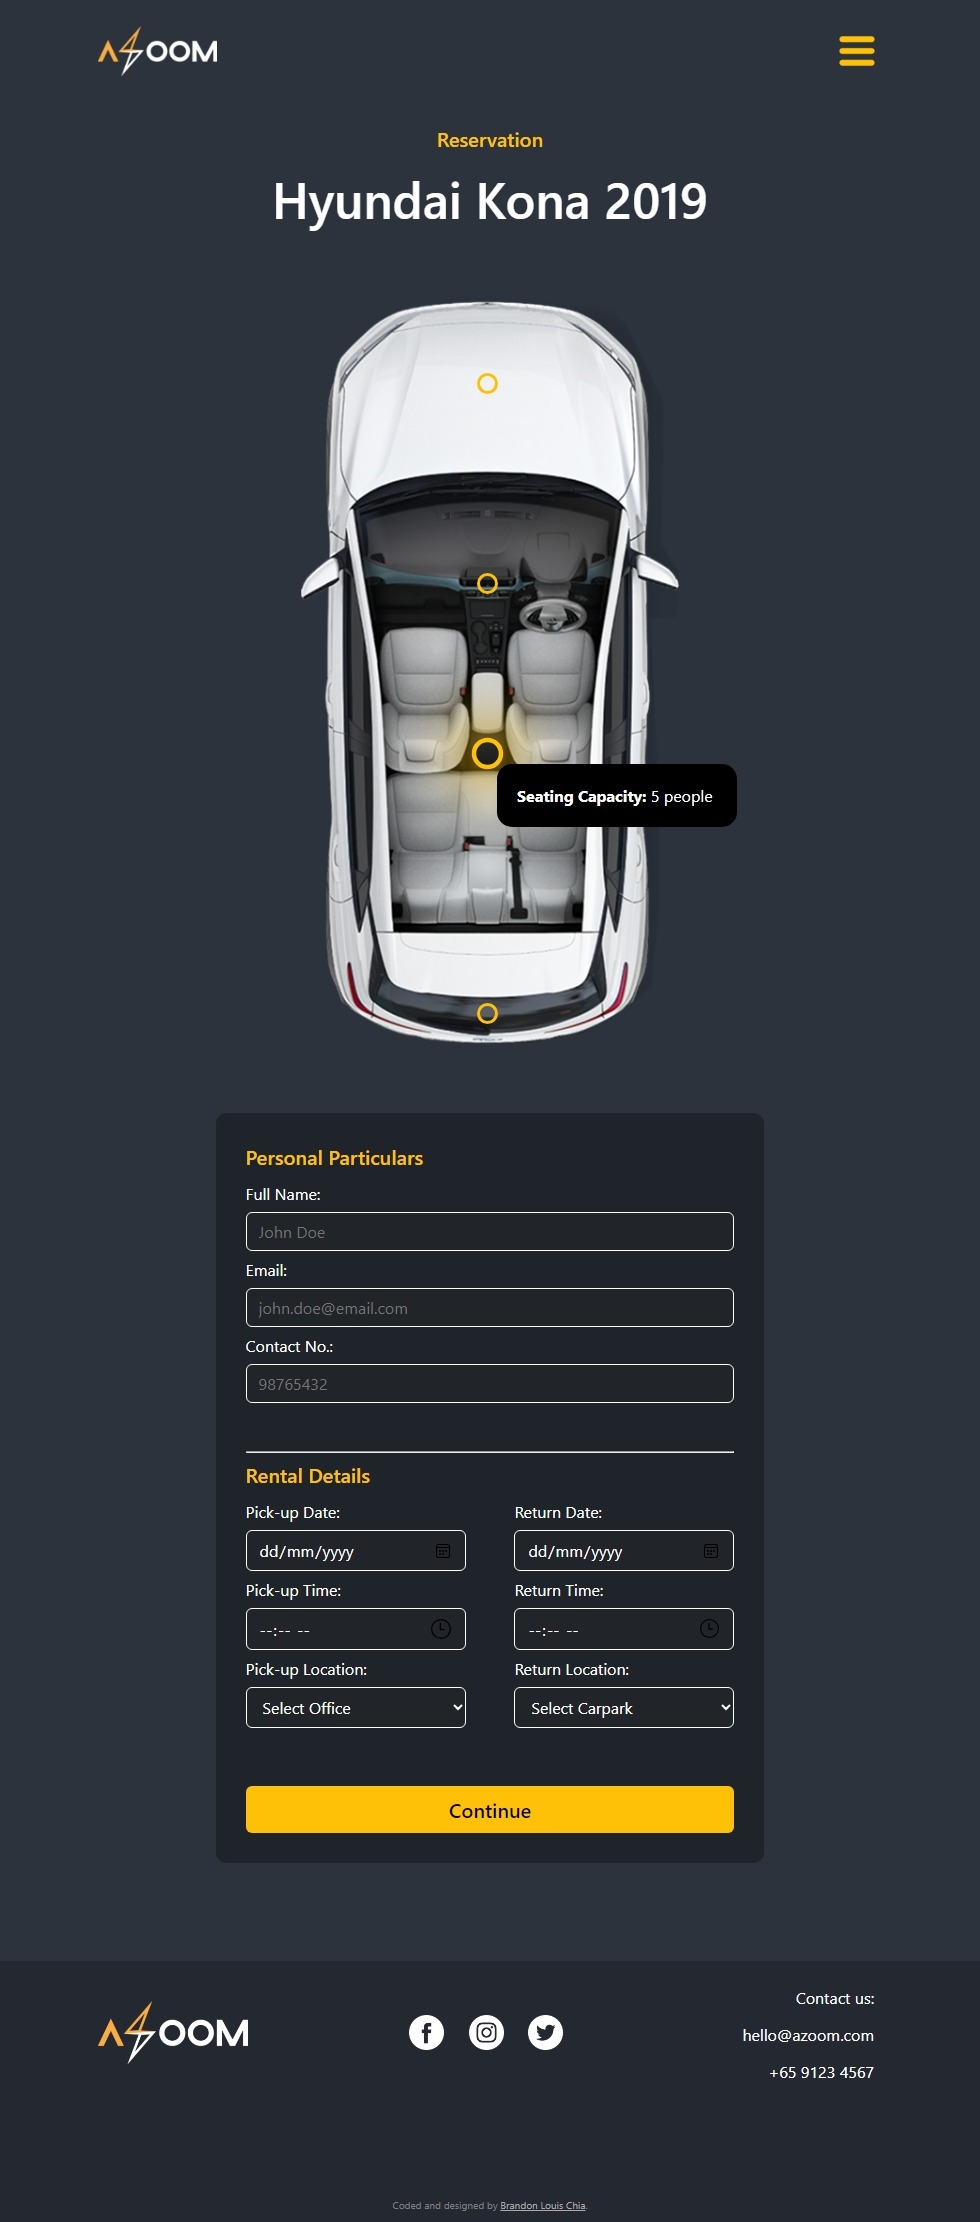 AZOOM
Reservation
Hyundai Kona 2019
Seating Capacity: 5 people
Personal Particulars
Full Name:
John Doe
Email:
john.doe@email.com
Contact No.:
98765432
Rental Details
Pick-up Date: Return Date:
dd/mm/yyyy dd/mm/yyyy
Pick-up Time: Return Time:
--:-- -- --:-- --
Pick-up Location: Return Location:
Select Office Select Carpark
Continue
AZOOM
Contact us:
hello@azoom.com
+65 9123 4567
Coded and designed by Brandon Louis Chia.